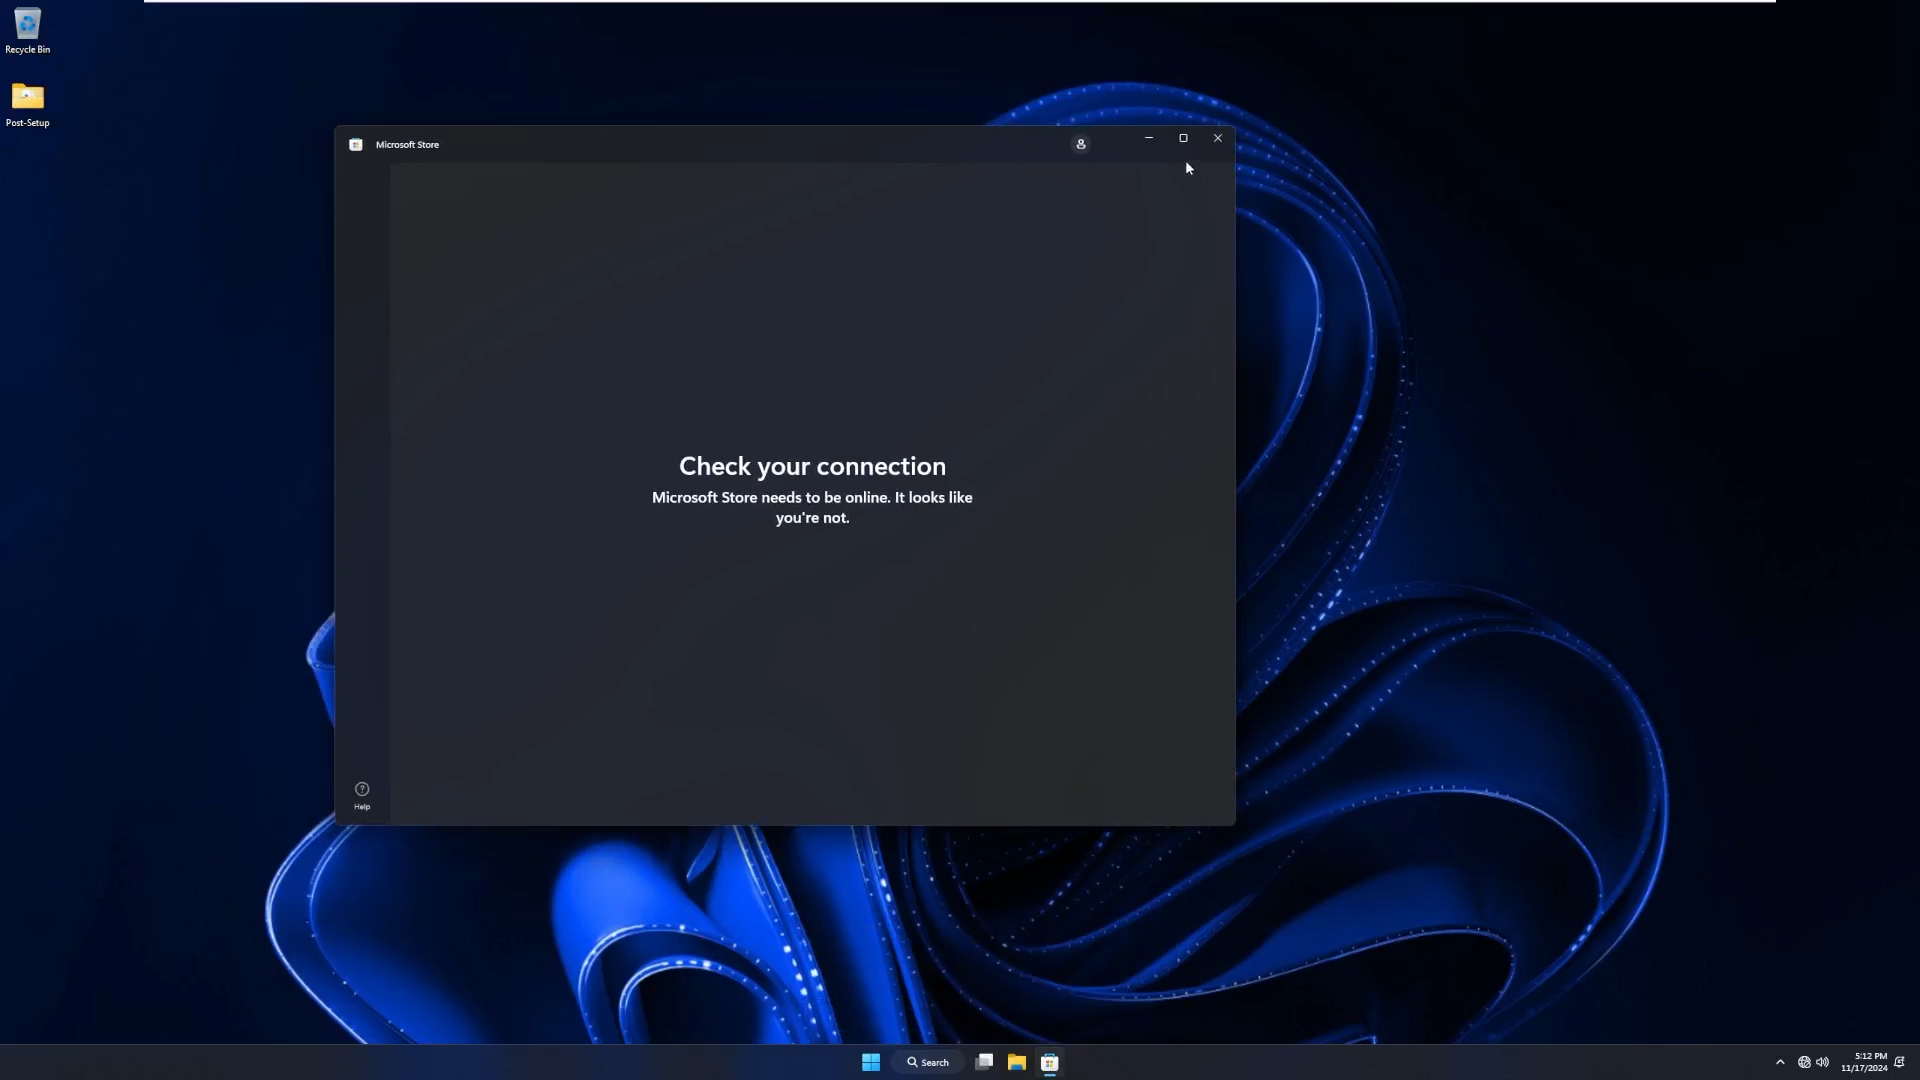 Recycle Bin
Post-Setup
Microsoft Store
Check your connection
Microsoft Store needs to be online. It looks like
you're not.
Help
Search
5:12 PM
11/17/2024